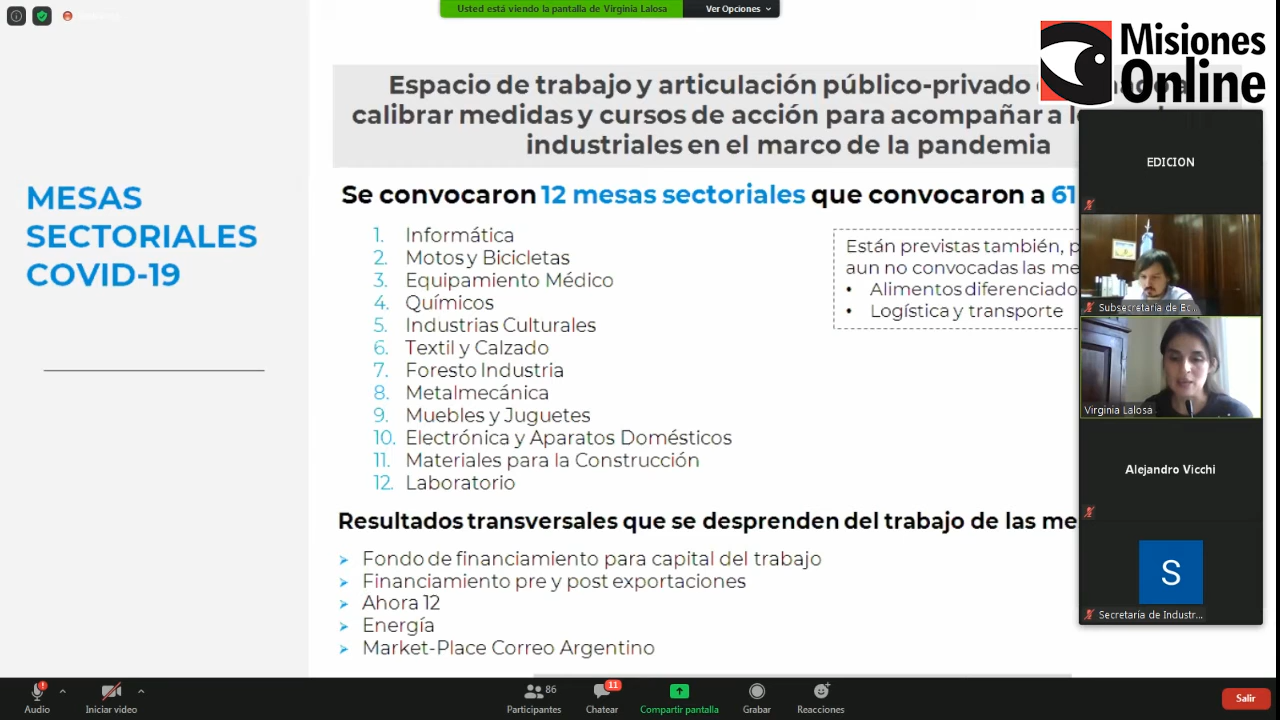 Usted está viendo la pantalla de Virginia Lalosa
Ver Opciones
Misiones
Online
Espacio de trabajo y articulación público-privado
calibrar medidas y cursos de acción para acompañar a
industriales en el marco de la pandemia
MESAS
SECTORIALES
COVID-19
Se convocaron 12 mesas sectoriales que convocaron a 61
1. Informática
2. Motos y Bicicletas
3. Equipamiento Médico
4. Químicos
5. Industrias Culturales
6. Textil y Calzado
7. Foresto Industria
8. Metalmecánica
9. Muebles y Juguetes
10. Electrónica y Aparatos Domésticos
11. Materiales para la Construcción
12. Laboratorio
Están previstas también,
aun no convocadas las
• Alimentos diferenciado
• Logística y transporte
Resultados transversales que se desprenden del trabajo de las
Fondo de financiamiento para capital del trabajo
Financiamiento pre y post exportaciones
Ahora 12
Energía
Market-Place Correo Argentino
EDICION
Subsecretaría de Ec...
Virginia Lalosa
Alejandro Vicchi
S
Secretaría de Industr...
Audio
Iniciar video
86
Participantes
11
Chatear
Compartir pantalla
Grabar
Reacciones
Salir